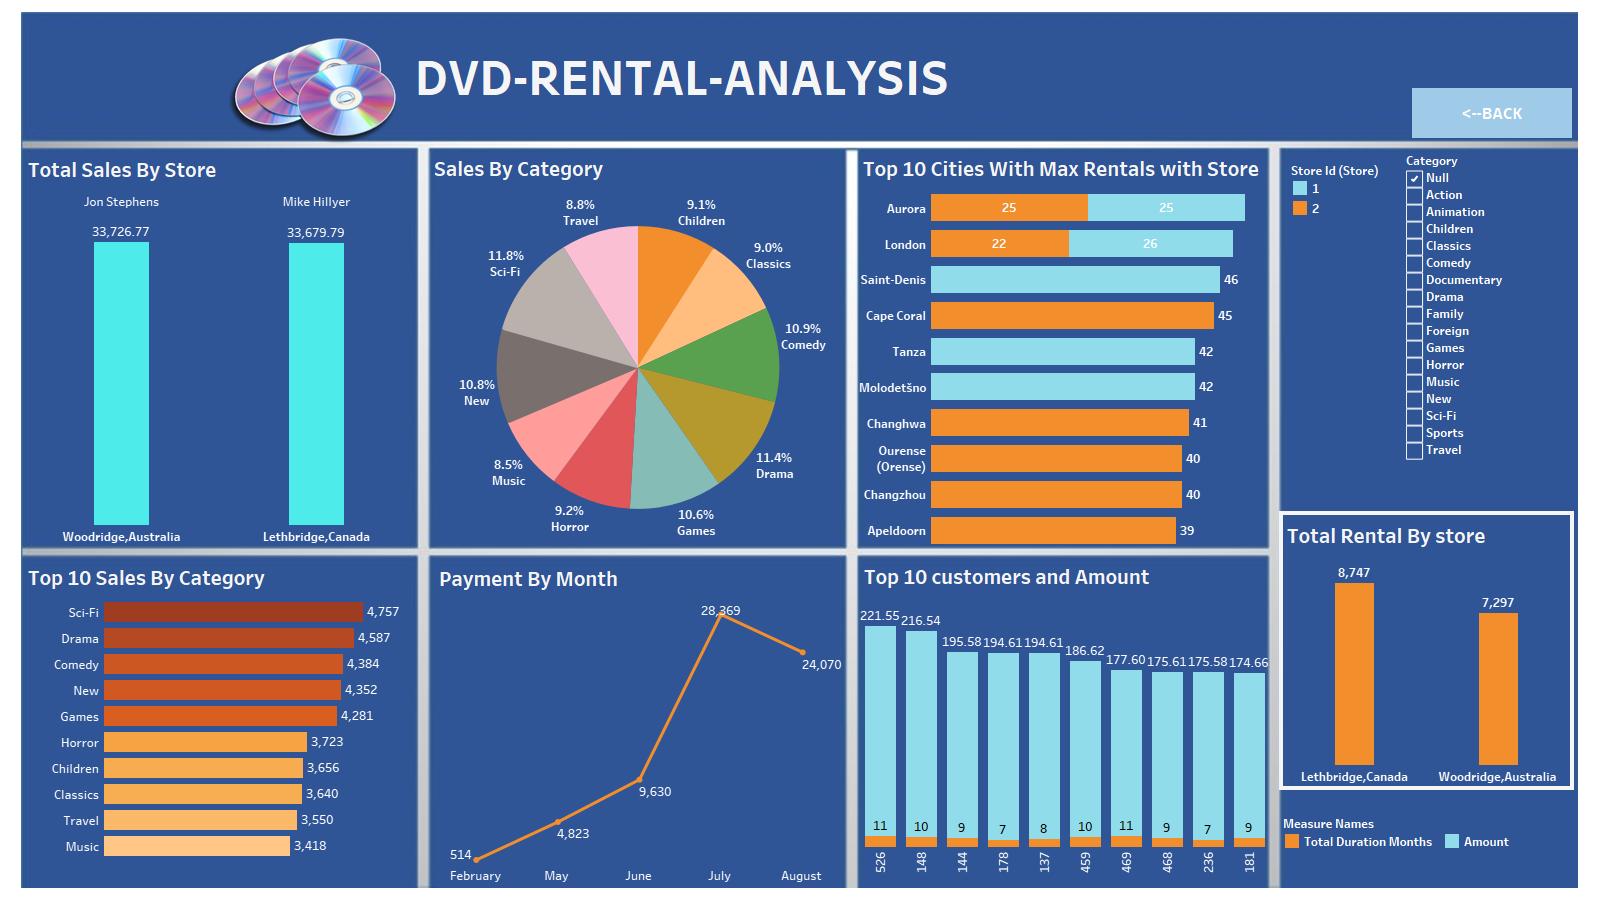 DVD-RENTAL-ANALYSIS
<--BACK
Total Sales By Store
Jon Stephens
Mike Hillyer
33,726.77
33,679.79
Woodridge,Australia
Lethbridge,Canada
Sales By Category
8.8%
Travel
9.1%
Children
9.0%
Classics
11.8%
Sci-Fi
10.9%
Comedy
10.8%
New
11.4%
Drama
8.5%
Music
9.2%
Horror
10.6%
Games
Top 10 Cities With Max Rentals with Store
Aurora 25 25
London 22 26
Saint-Denis 46
Cape Coral 45
Tanza 42
Molodetšno 42
Changhwa 41
Ourense
(Orense) 40
Changzhou 40
Apeldoorn 39
Store Id (Store)
1
2
Category
Null
Action
Animation
Children
Classics
Comedy
Documentary
Drama
Family
Foreign
Games
Horror
Music
New
Sci-Fi
Sports
Travel
Top 10 Sales By Category
Sci-Fi 4,757
Drama 4,587
Comedy 4,384
New 4,352
Games 4,281
Horror 3,723
Children 3,656
Classics 3,640
Travel 3,550
Music 3,418
Payment By Month
28,369
24,070
9,630
4,823
514
February May June July August
Top 10 customers and Amount
221.55 216.54 195.58 194.61 194.61 186.62 177.60 175.61 175.58 174.66
11 10 9 7 8 10 11 9 7 9
526 148 144 178 137 459 469 468 236 181
Total Rental By store
8,747
7,297
Lethbridge,Canada
Woodridge,Australia
Measure Names
Total Duration Months
Amount